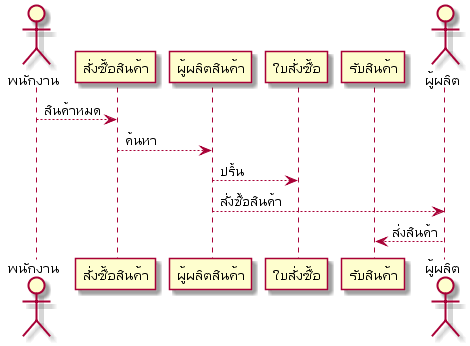 พนักงาน
สั่งซื้อสินค้า
ผู้ผลิตสินค้า
ใบสั่งซื้อ
รับสินค้า
ผู้ผลิต
สินค้าหมด
ค้นหา
ปริ้น
สั่งซื้อสินค้า
ส่งสินค้า
พนักงาน
สั่งซื้อสินค้า
ผู้ผลิตสินค้า
ใบสั่งซื้อ
รับสินค้า
ผู้ผลิต